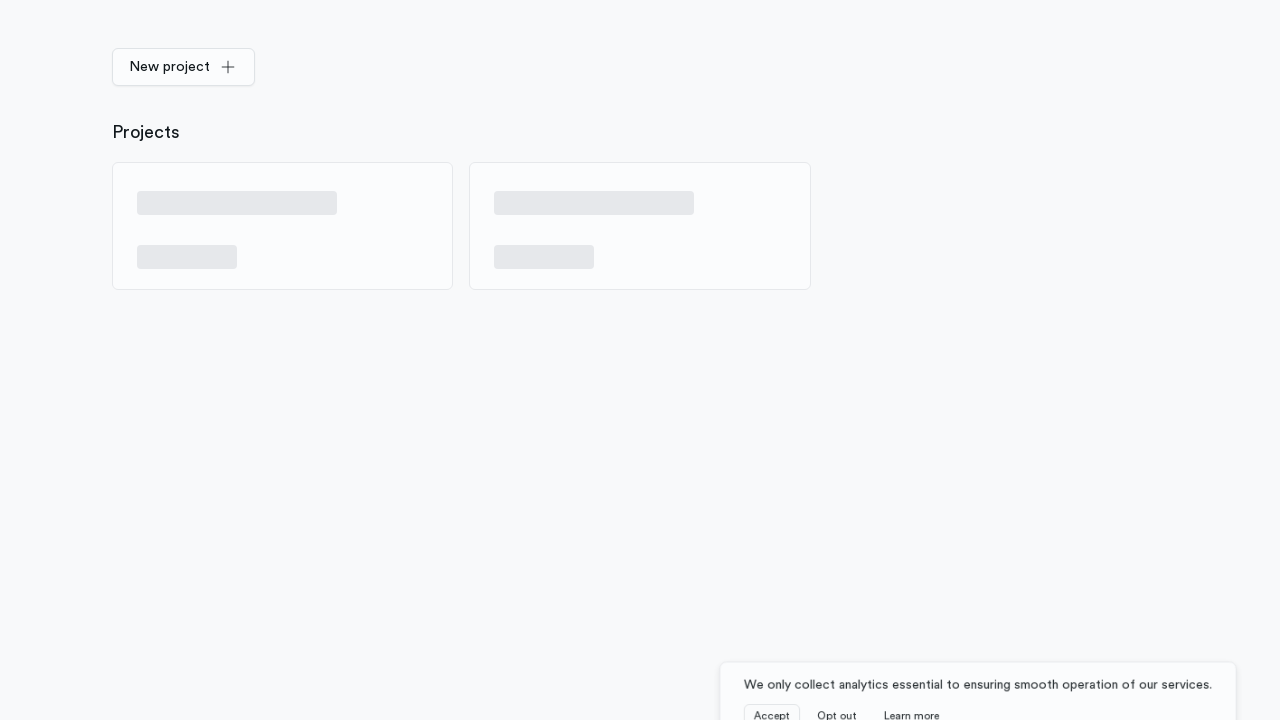 New project
Projects
We only collect analytics essential to ensuring smooth operation of our services.
Accept Opt out Learn more